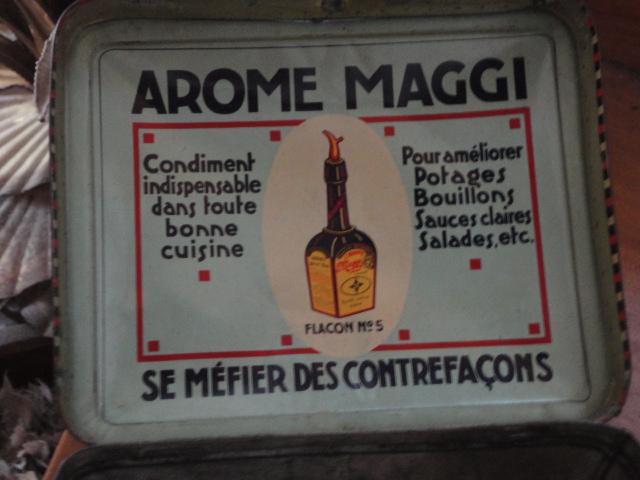 AROME MAGGI
Condiment
indispensable
dans toute
bonne
cuisine
Pour améliorer
Potages
Bouillons
Sauces claires
Salades, etc.
FLACON Nº 5
SE MÉFIER DES CONTREFAÇONS